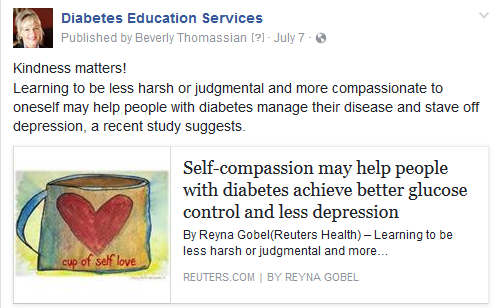 Diabetes Education Services
Published by Beverly Thomassian [?] · July 7 ·
Kindness matters!
Learning to be less harsh or judgmental and more compassionate to
oneself may help people with diabetes manage their disease and stave off
depression, a recent study suggests.
cup of self love
Self-compassion may help people
with diabetes achieve better glucose
control and less depression
By Reyna Gobel(Reuters Health) – Learning to be
less harsh or judgmental and more…
REUTERS.COM | BY REYNA GOBEL